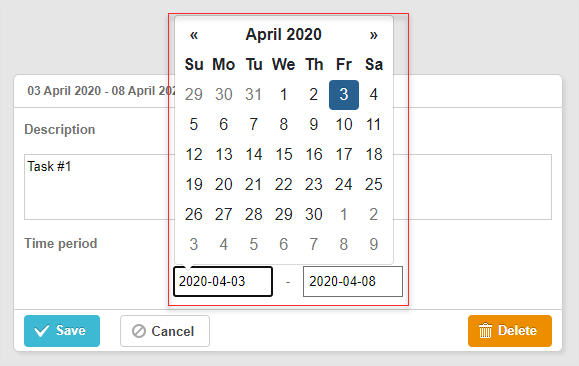 « April 2020 »
Su Mo Tu We Th Fr Sa
29 30 31 1 2 3 4
5 6 7 8 9 10 11
12 13 14 15 16 17 18
19 20 21 22 23 24 25
26 27 28 29 30 1 2
3 4 5 6 7 8 9
03 April 2020 - 08 April 202
Description
Task #1
Time period
2020-04-03 - 2020-04-08
Save Cancel Delete